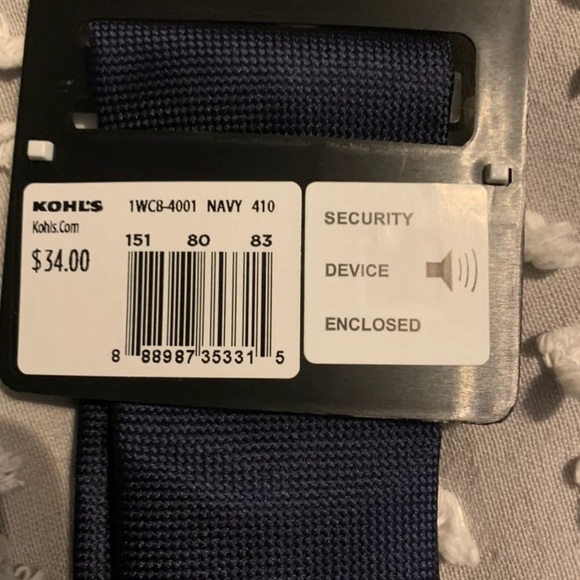 KOHL'S 1WC8-4001 NAVY 410
Kohls.Com
151 80 83
$34.00
8 88987 35331 5
SECURITY
DEVICE
ENCLOSED